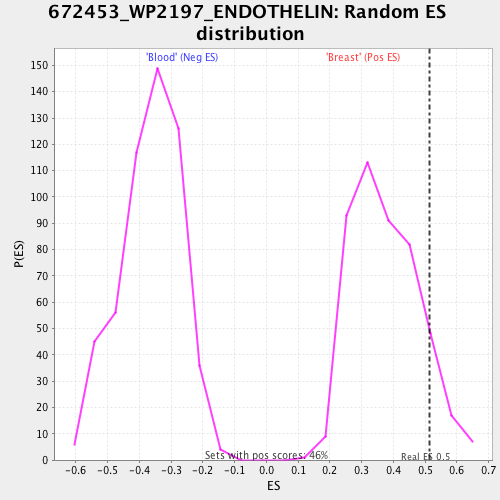 672453_WP2197_ENDOTHELIN: Random ES
distribution
'Blood' (Neg ES)
'Breast' (Pos ES)
P(ES)
150
140
130
120
110
100
90
80
70
60
50
40
30
20
10
0
Sets with pos scores: 46%
Real ES 0.5
-0.6 -0.5 -0.4 -0.3 -0.2 -0.1 0.0 0.1 0.2 0.3 0.4 0.5 0.6 0.7
ES